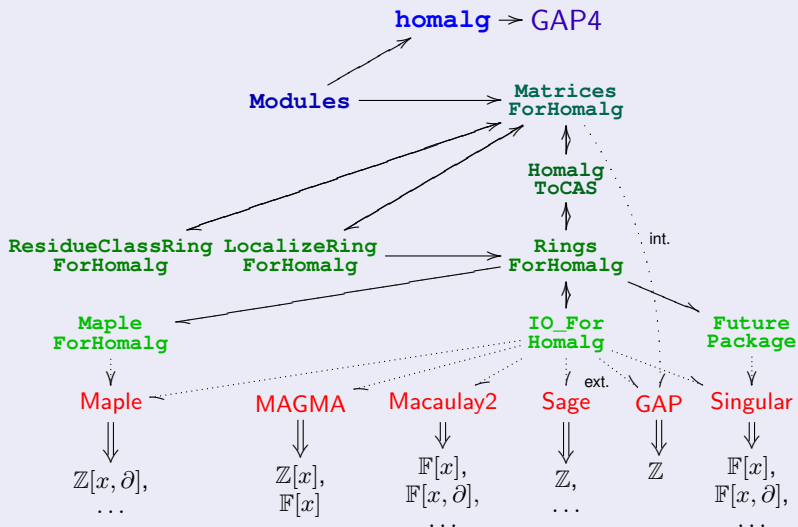 homalg GAP4
Modules
Matrices
ForHomalg
Homalg
ToCAS
int.
ResidueClassRing
ForHomalg
LocalizeRing
ForHomalg
Rings
ForHomalg
Maple
ForHomalg
IO_For
Homalg
Future
Package
ext.
Maple MAGMA Macaulay2 Sage GAP Singular
ℤ[x, ∂],
...
ℤ[x],
𝔽[x]
𝔽[x],
𝔽[x, ∂],
...
ℤ,
...
ℤ
𝔽[x],
𝔽[x, ∂],
...